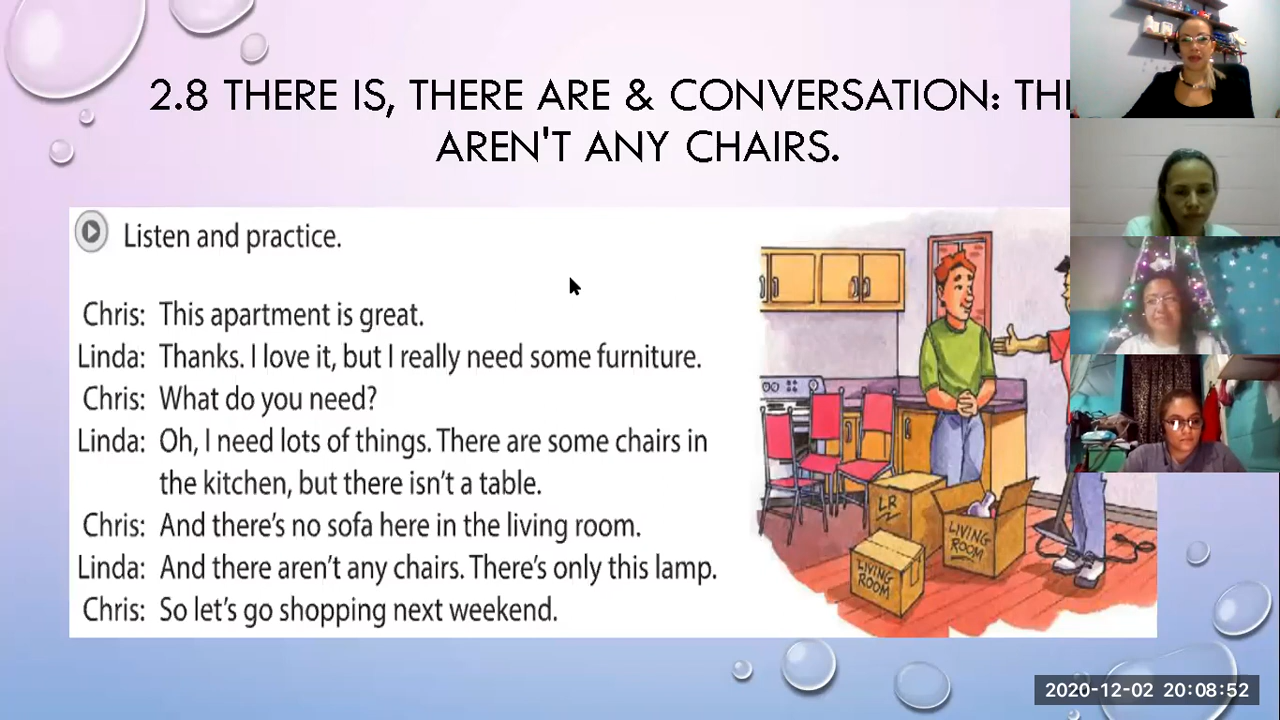 2.8 THERE IS, THERE ARE & CONVERSATION:
AREN'T ANY CHAIRS.
Listen and practice.
Chris: This apartment is great.
Linda: Thanks. I love it, but I really need some furniture.
Chris: What do you need?
Linda: Oh, I need lots of things. There are some chairs in
the kitchen, but there isn't a table.
Chris: And there's no sofa here in the living room.
Linda: And there aren't any chairs. There's only this lamp.
Chris: So let's go shopping next weekend.
LR
LIVING
ROOM
LIVING
ROOM
2020-12-02 20:08:52